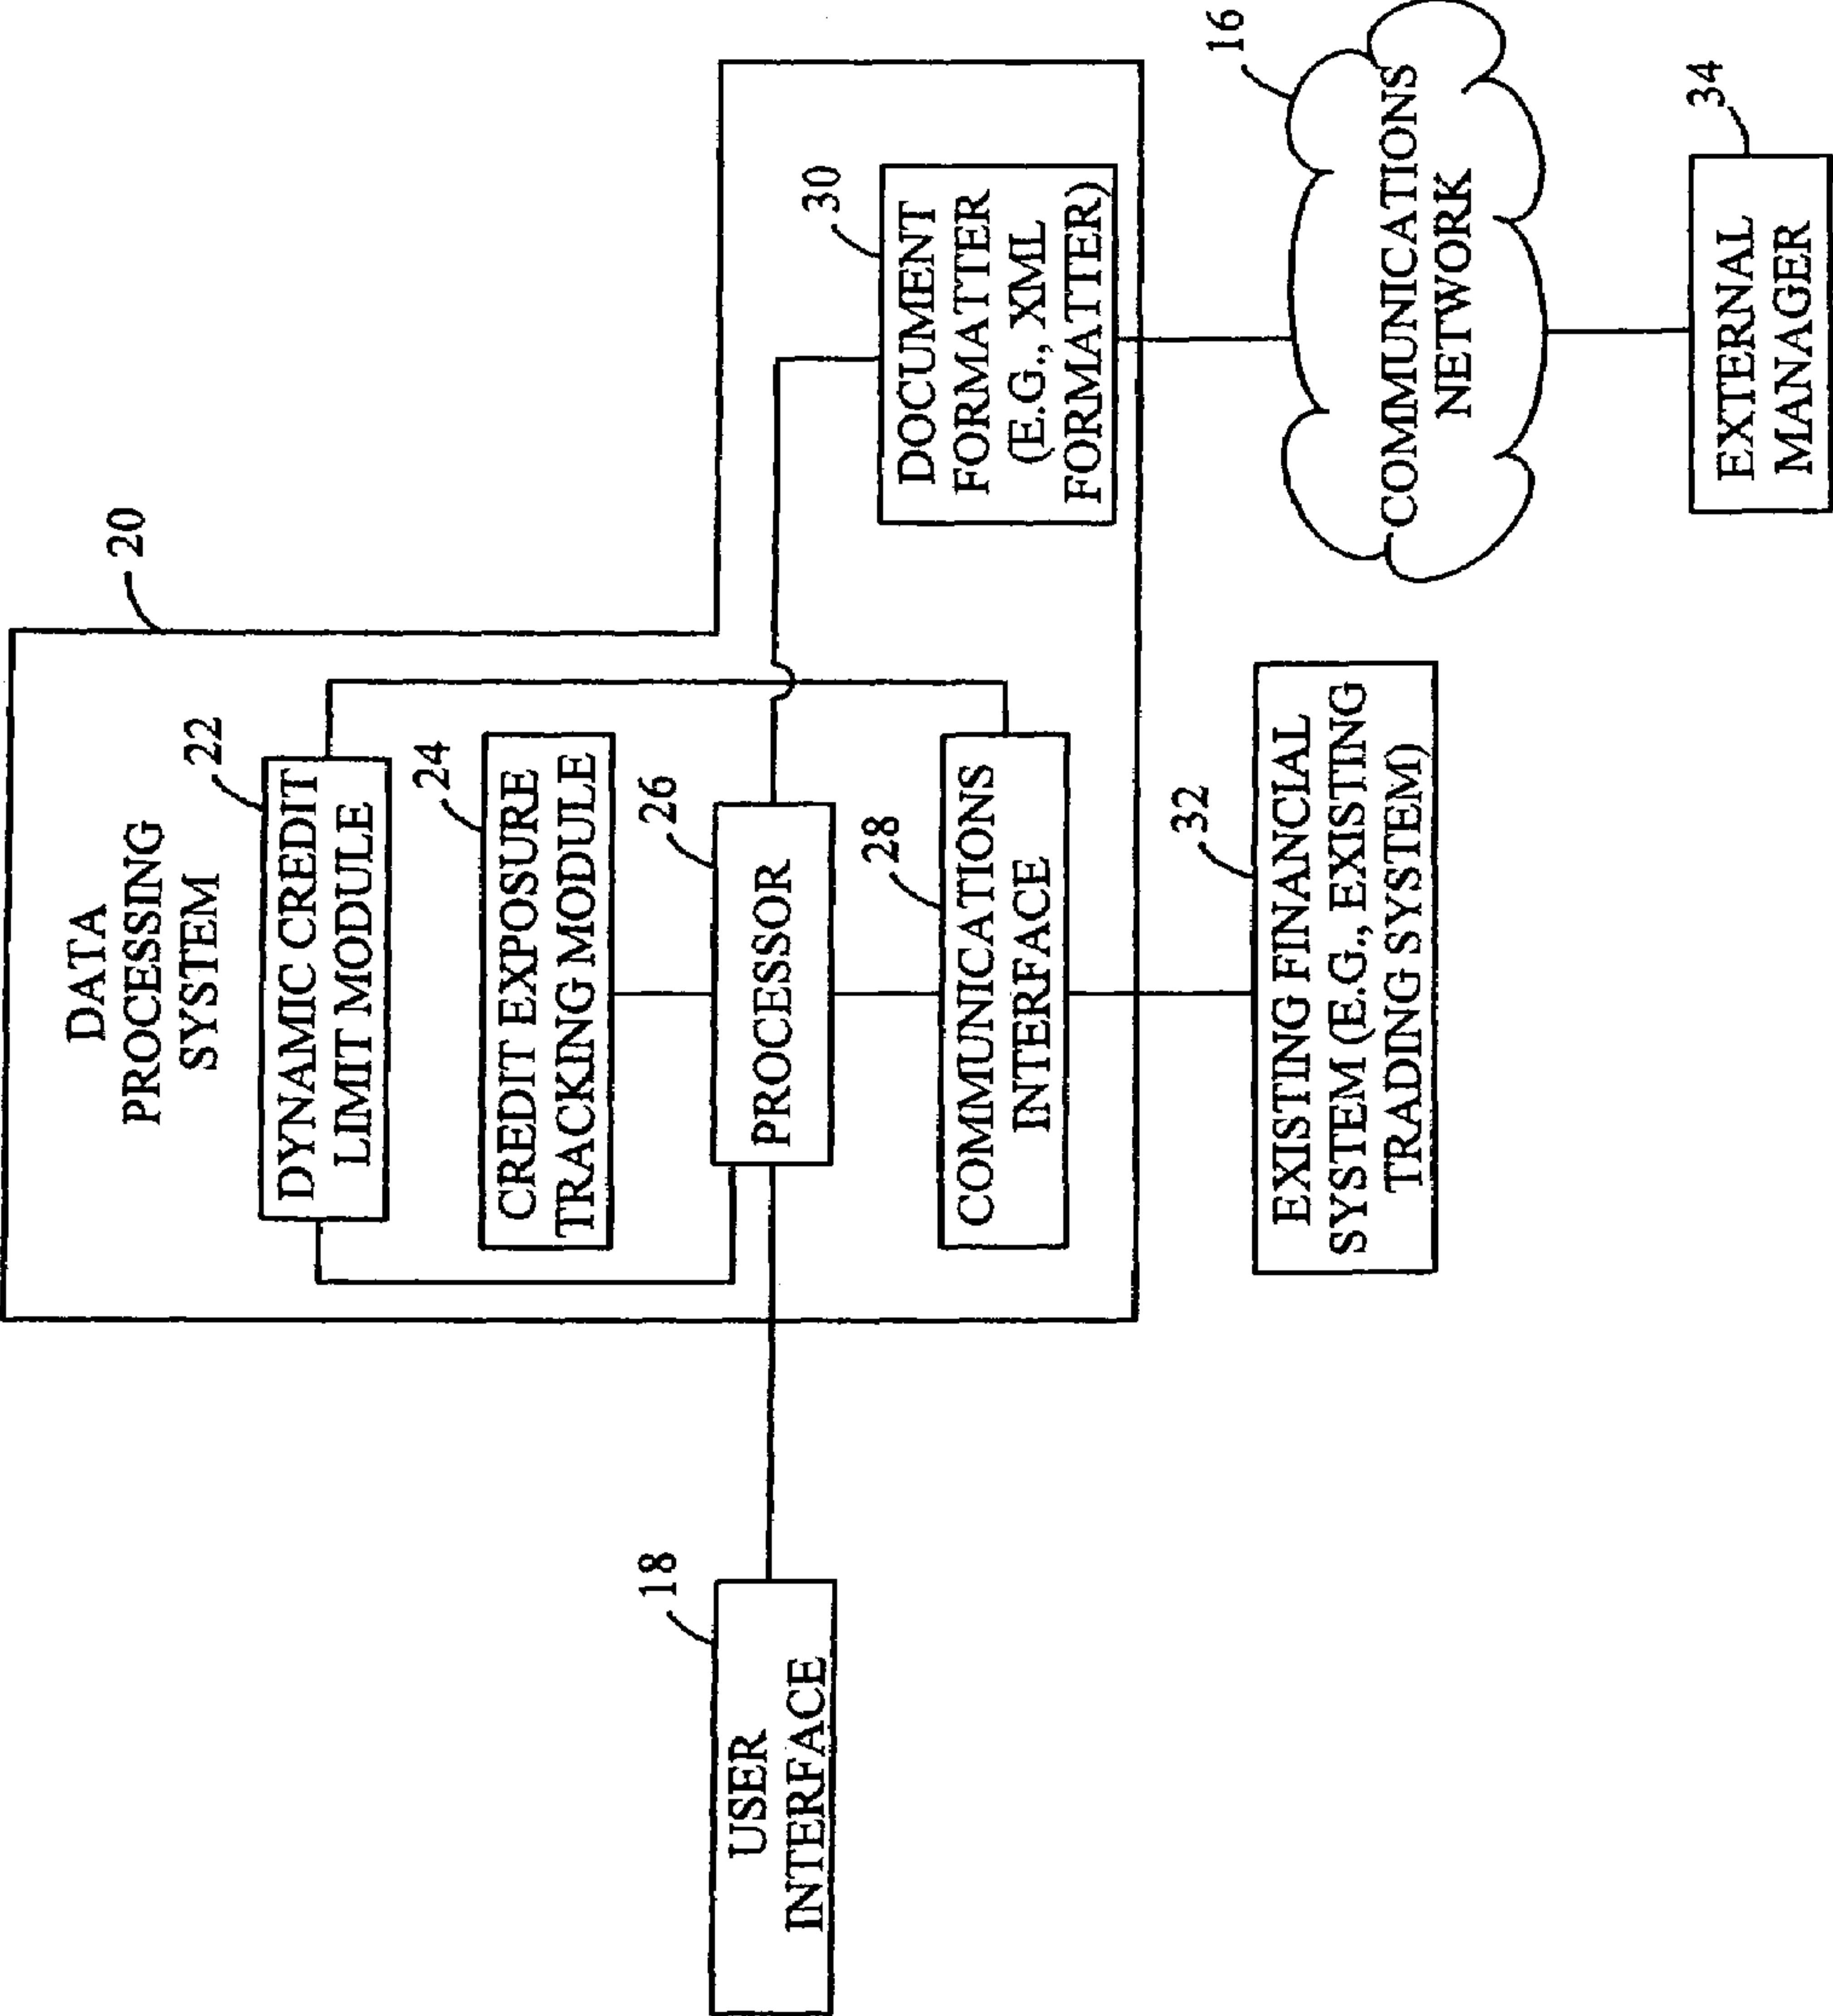 20
DATA
PROCESSING
SYSTEM
22
DYNAMIC CREDIT
LIMIT MODULE
24
CREDIT EXPOSURE
TRACKING MODULE
18
USER
INTERFACE
26
PROCESSOR
30
DOCUMENT
FORMATTER
(E.G., XML
FORMATTER)
28
COMMUNICATIONS
INTERFACE
32
EXISTING FINANCIAL
SYSTEM (E.G., EXISTING
TRADING SYSTEM)
16
COMMUNICATIONS
NETWORK
34
EXTERNAL
MANAGER